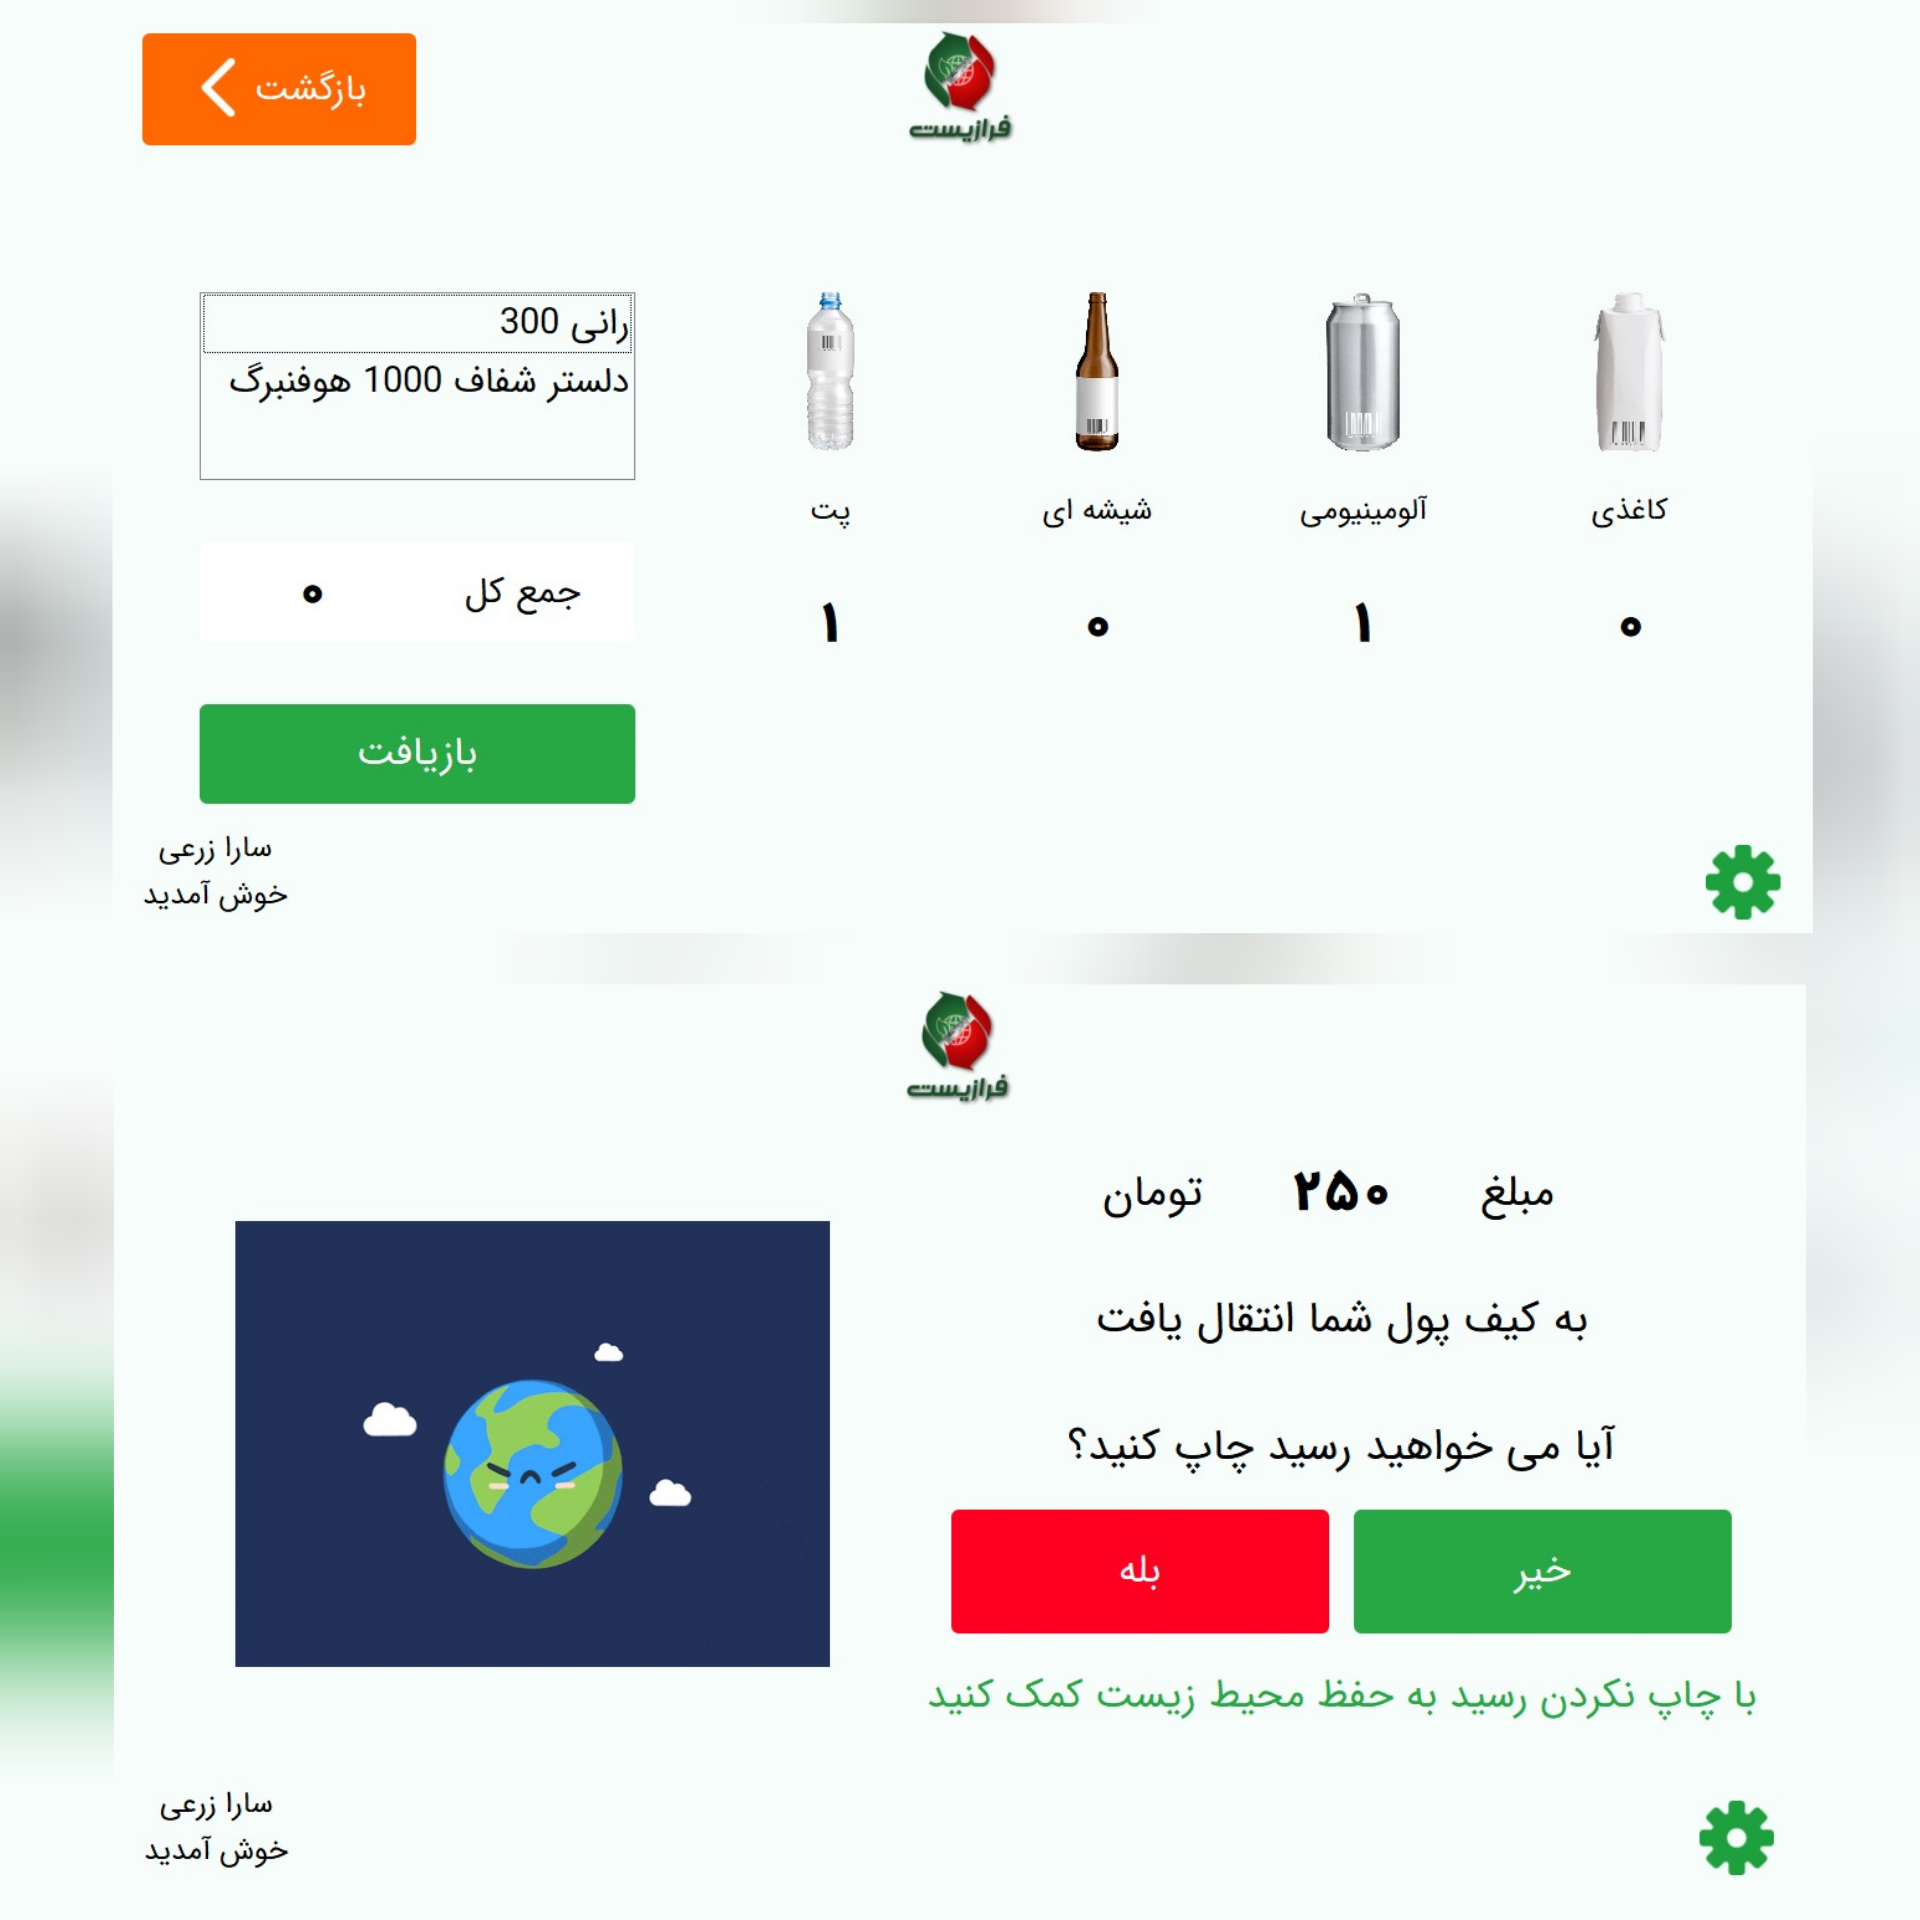 بازگشت
فرازیست
رانی 300
دلستر شفاف 1000 هوفنبرگ
کاغذی
آلومینیومی
شیشه ای
پت
۰
۱
۰
۱
جمع کل ۰
بازیافت
سارا زرعی
خوش آمدید
فرازیست
مبلغ ۲۵۰ تومان
به کیف پول شما انتقال یافت
آیا می خواهید رسید چاپ کنید؟
خیر
بله
با چاپ نکردن رسید به حفظ محیط زیست کمک کنید
سارا زرعی
خوش آمدید